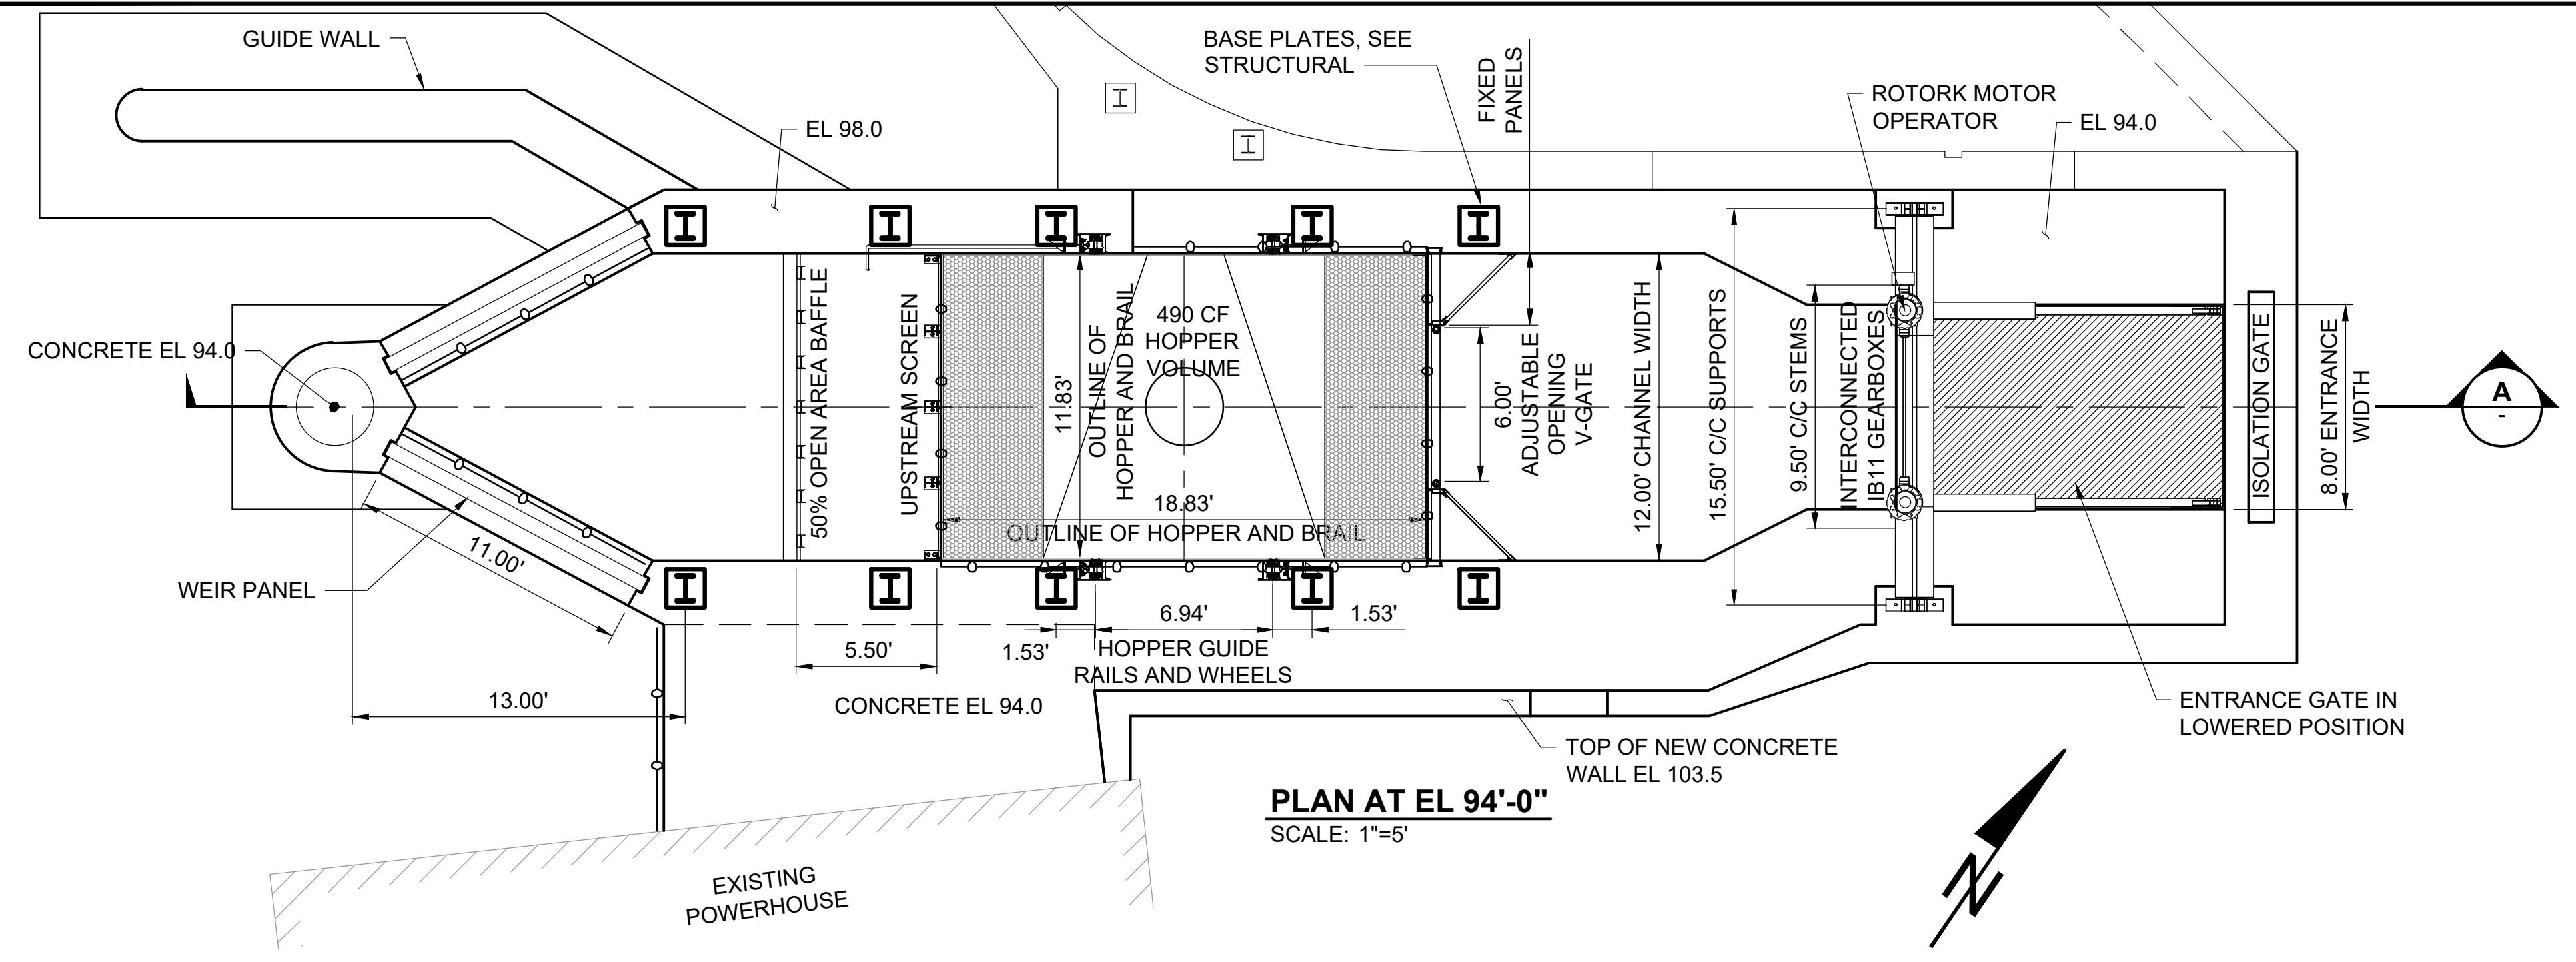 GUIDE WALL
BASE PLATES, SEE
STRUCTURAL
FIXED
PANELS
ROTORK MOTOR
OPERATOR
EL 98.0
EL 94.0
CONCRETE EL 94.0
50% OPEN AREA BAFFLE
UPSTREAM SCREEN
11.83'
OUTLINE OF
HOPPER AND BRAIL
490 CF
HOPPER
VOLUME
18.83'
OUTLINE OF HOPPER AND BRAIL
6.00'
ADJUSTABLE
OPENING
V-GATE
12.00' CHANNEL WIDTH
15.50' C/C SUPPORTS
9.50' C/C STEMS
INTERCONNECTED
IB11 GEARBOXES
ISOLATION GATE
8.00' ENTRANCE
WIDTH
A
-
11.00'
WEIR PANEL
13.00'
5.50'
1.53'
6.94'
1.53'
HOPPER GUIDE
RAILS AND WHEELS
CONCRETE EL 94.0
ENTRANCE GATE IN
LOWERED POSITION
TOP OF NEW CONCRETE
WALL EL 103.5
PLAN AT EL 94'-0"
SCALE: 1"=5'
EXISTING
POWERHOUSE
N